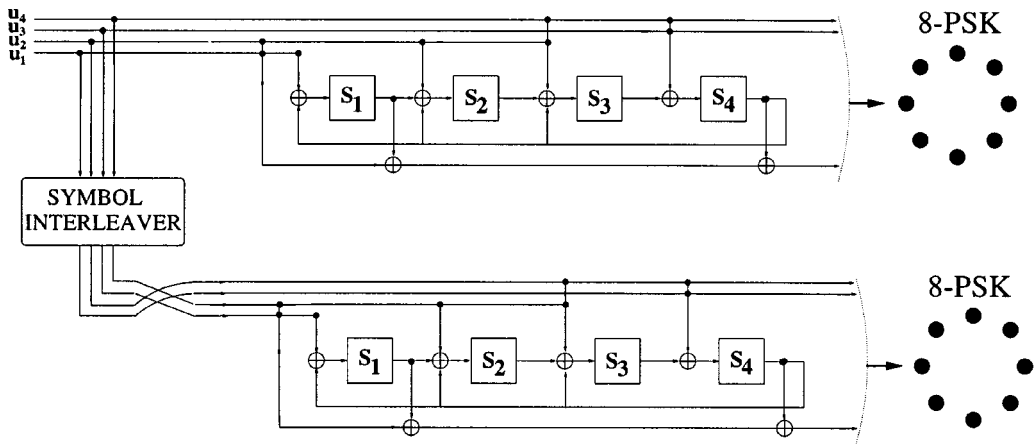 u4
u3
u2
u1
8-PSK
S1 S2 S3 S4
SYMBOL
INTERLEAVER
8-PSK
S1 S2 S3 S4